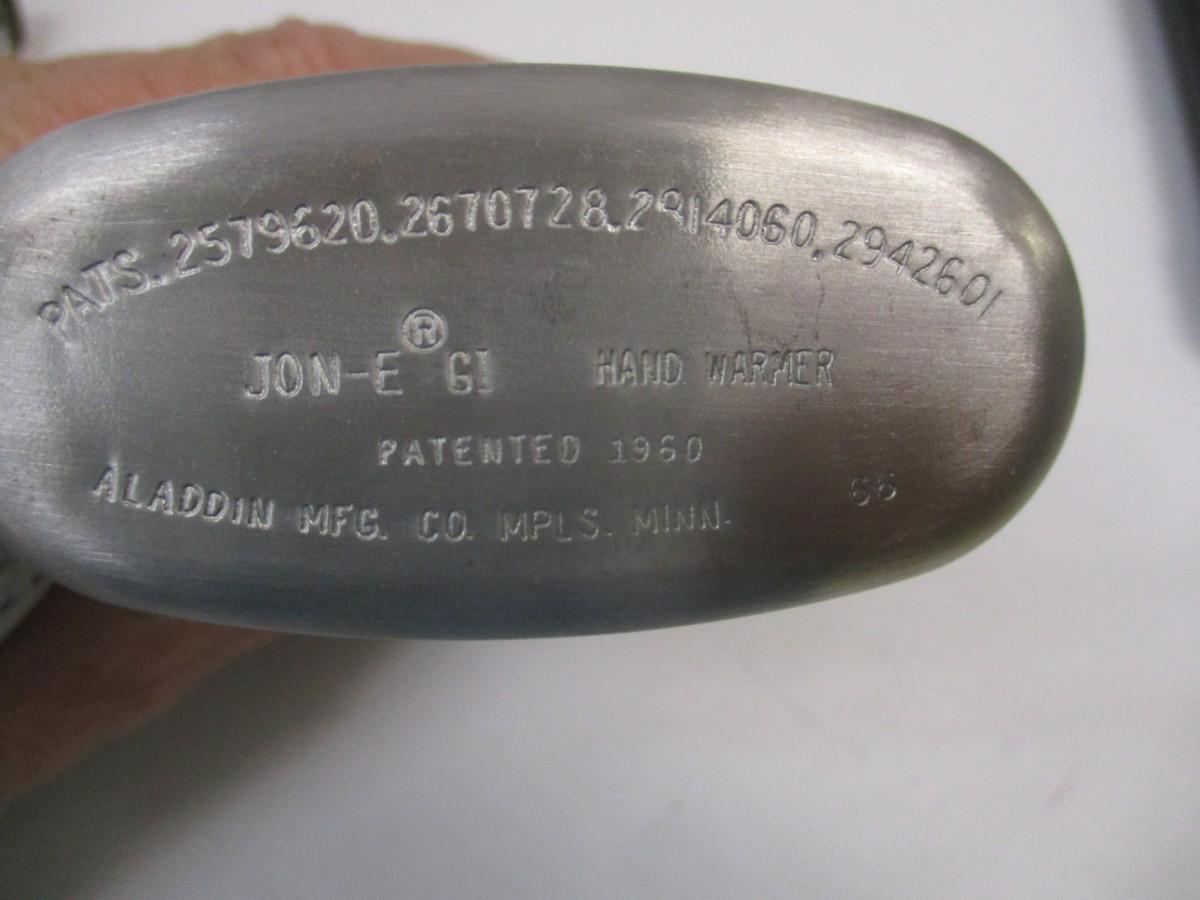 PATS. 2579620.2670728.2914060.2942601
JON-E® GI HAND WARMER
PATENTED 1960
ALADDIN MFG. CO. MPLS. MINN. 66